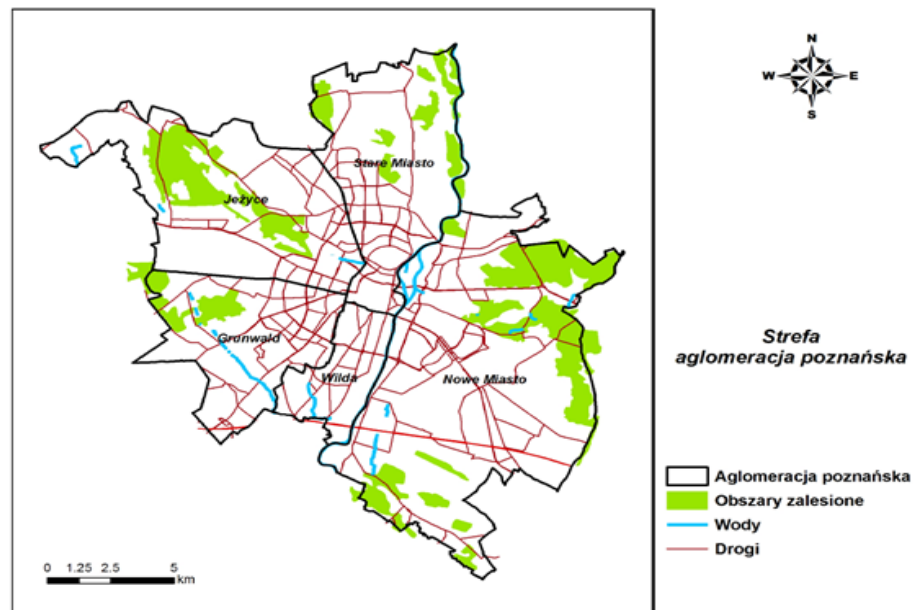 N
W E
S
Stare Miasto
Jeżyce
Grunwald
Wilda
Nowe Miasto
Strefa
aglomeracja poznańska
Aglomeracja poznańska
Obszary zalesione
Wody
Drogi
0 1.25 2.5 5
km